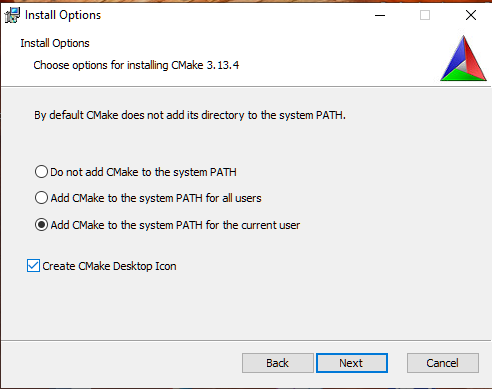 Install Options
Install Options
Choose options for installing CMake 3.13.4
By default CMake does not add its directory to the system PATH.
Do not add CMake to the system PATH
Add CMake to the system PATH for all users
Add CMake to the system PATH for the current user
Create CMake Desktop Icon
Back Next Cancel